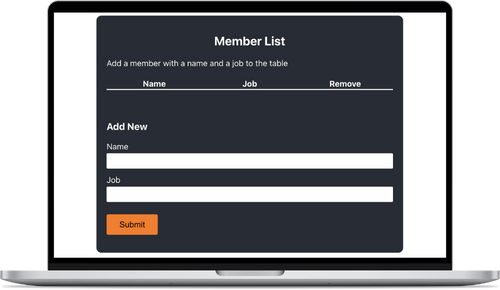 Member List
Add a member with a name and a job to the table
Name Job Remove
Add New
Name
Job
Submit